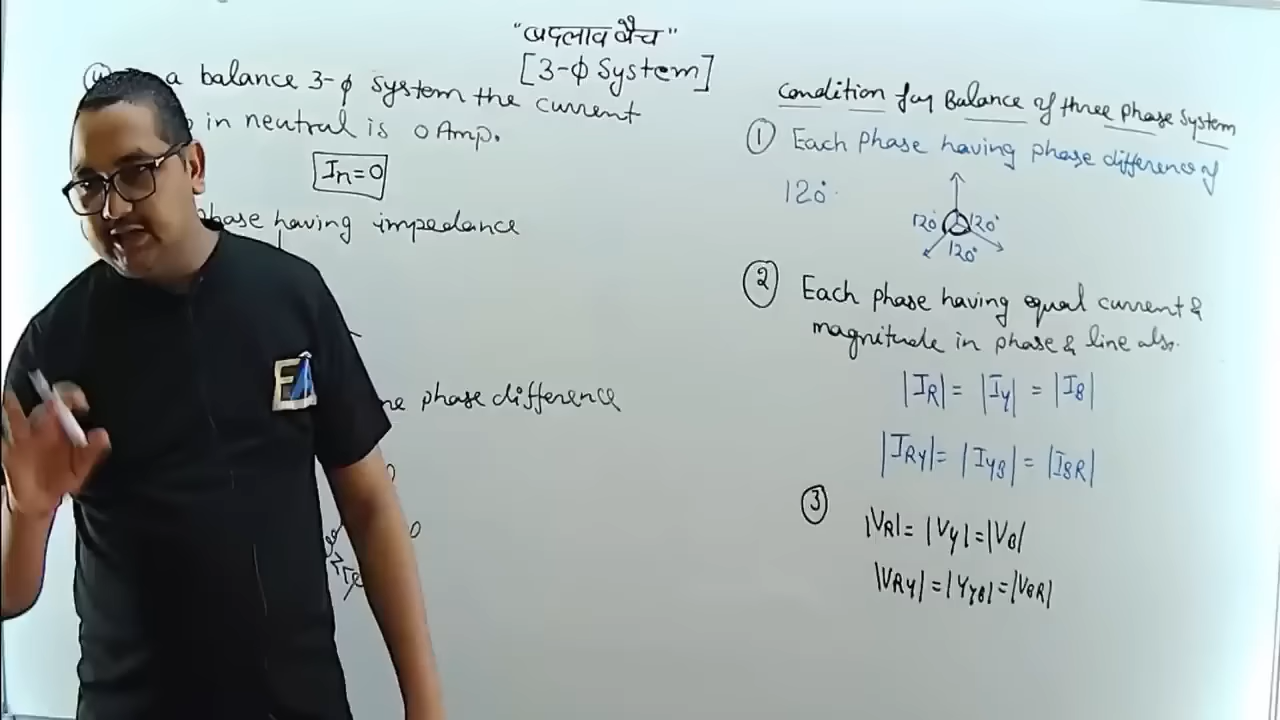 "बदलाव बैच"
[3-ϕ System]
a balance 3-ϕ system the current
in neutral is 0 Amp.
In=0
phase having impedance
phase difference
Condition for Balance of three phase system
① Each Phase having phase difference of
120°
120° 120°
120°
② Each phase having equal current &
magnitude in phase & line also.
|IR|= |IY| = |IB|
|IRY|= |IYB| = |IBR|
③ |VR|= |VY|=|VB|
|VRY|=|VYB|=|VBR|
EA